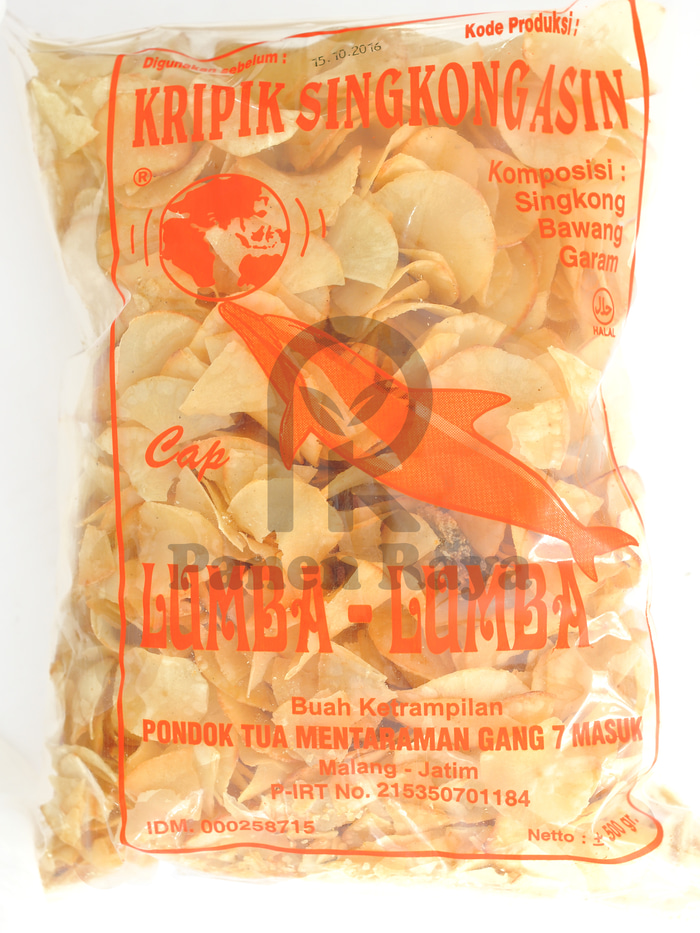 Kode Produksi :
Digunakan sebelum : 15.10.2016
KRIPIK SINGKONG ASIN
®
Komposisi :
Singkong
Bawang
Garam
حلال
HALAL
Cap
Panen Raya
LUMBA - LUMBA
Buah Ketrampilan
PONDOK TUA MENTARAMAN GANG 7 MASUK
Malang - Jatim
P-IRT No. 215350701184
IDM. 000258715
Netto : ± 500 gr.